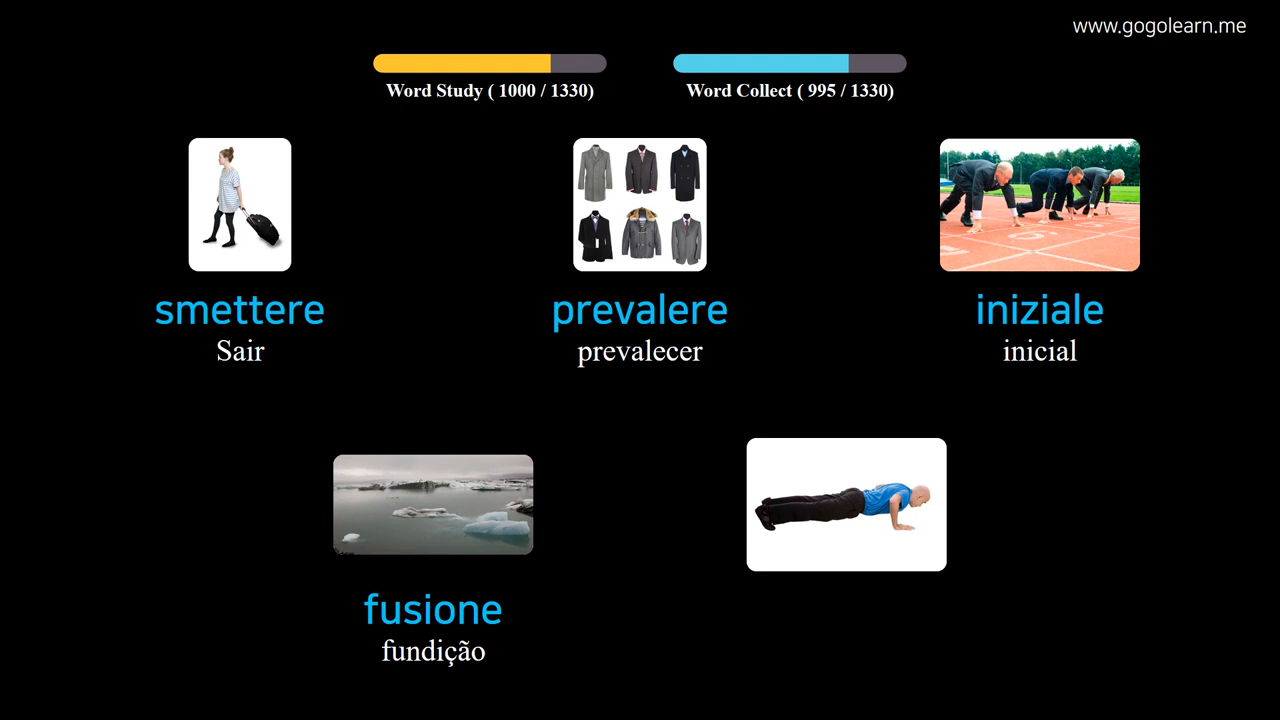 www.gogolearn.me
Word Study ( 1000 / 1330)
Word Collect ( 995 / 1330)
smettere
Sair
prevalere
prevalecer
iniziale
inicial
fusione
fundição